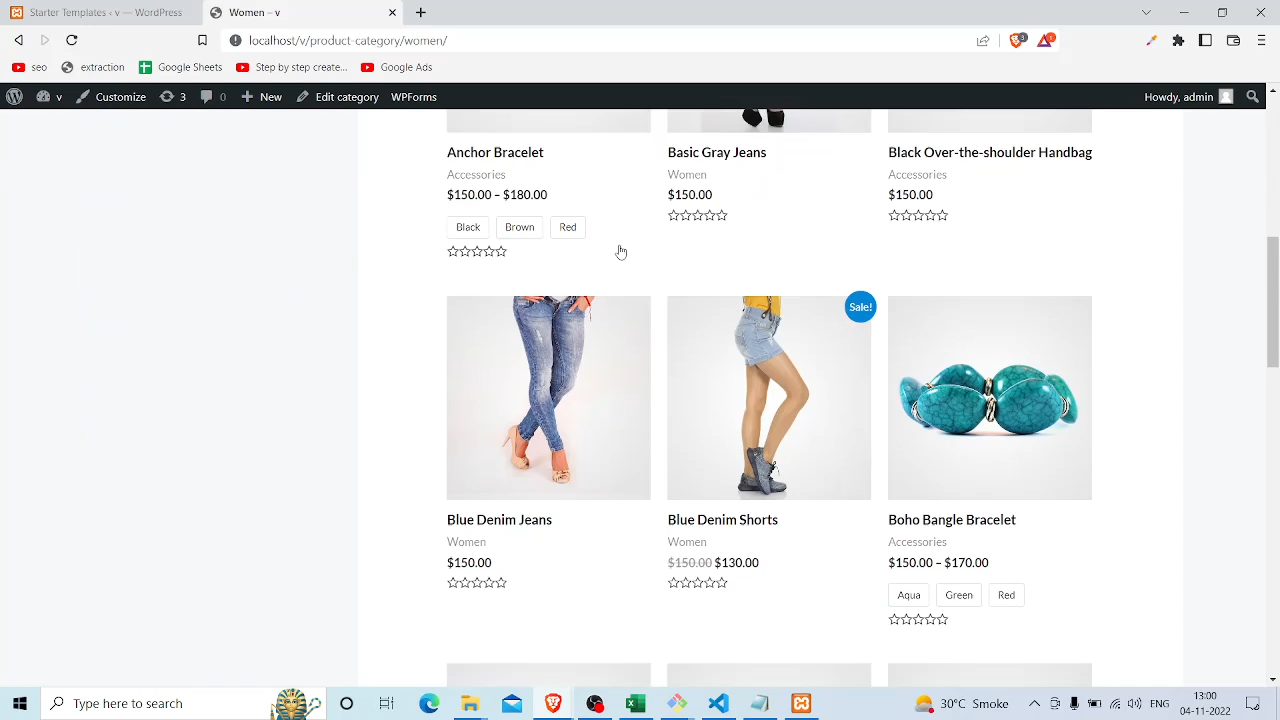 Starter Templates ‹ v — WordPress
Women – v
localhost/v/product-category/women/
3
1
seo
extraction
Google Sheets
Step by step create...
Google Ads
v
Customize
3
0
New
Edit category
WPForms
Howdy, admin
Anchor Bracelet
Accessories
$150.00 – $180.00
Black
Brown
Red
Basic Gray Jeans
Women
$150.00
Black Over-the-shoulder Handbag
Accessories
$150.00
Sale!
Blue Denim Jeans
Women
$150.00
Blue Denim Shorts
Women
$150.00 $130.00
Boho Bangle Bracelet
Accessories
$150.00 – $170.00
Aqua
Green
Red
Type here to search
30°C Smoke
ENG
13:00
04-11-2022